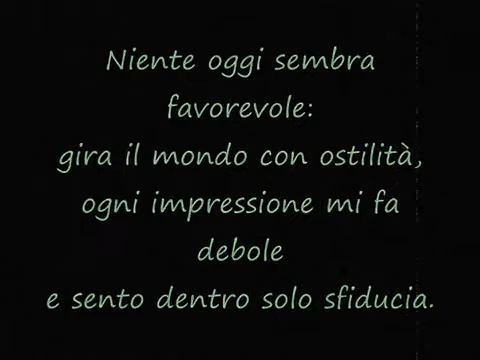 Niente oggi sembra
favorevole:
gira il mondo con ostilità,
ogni impressione mi fa
debole
e sento dentro solo sfiducia.